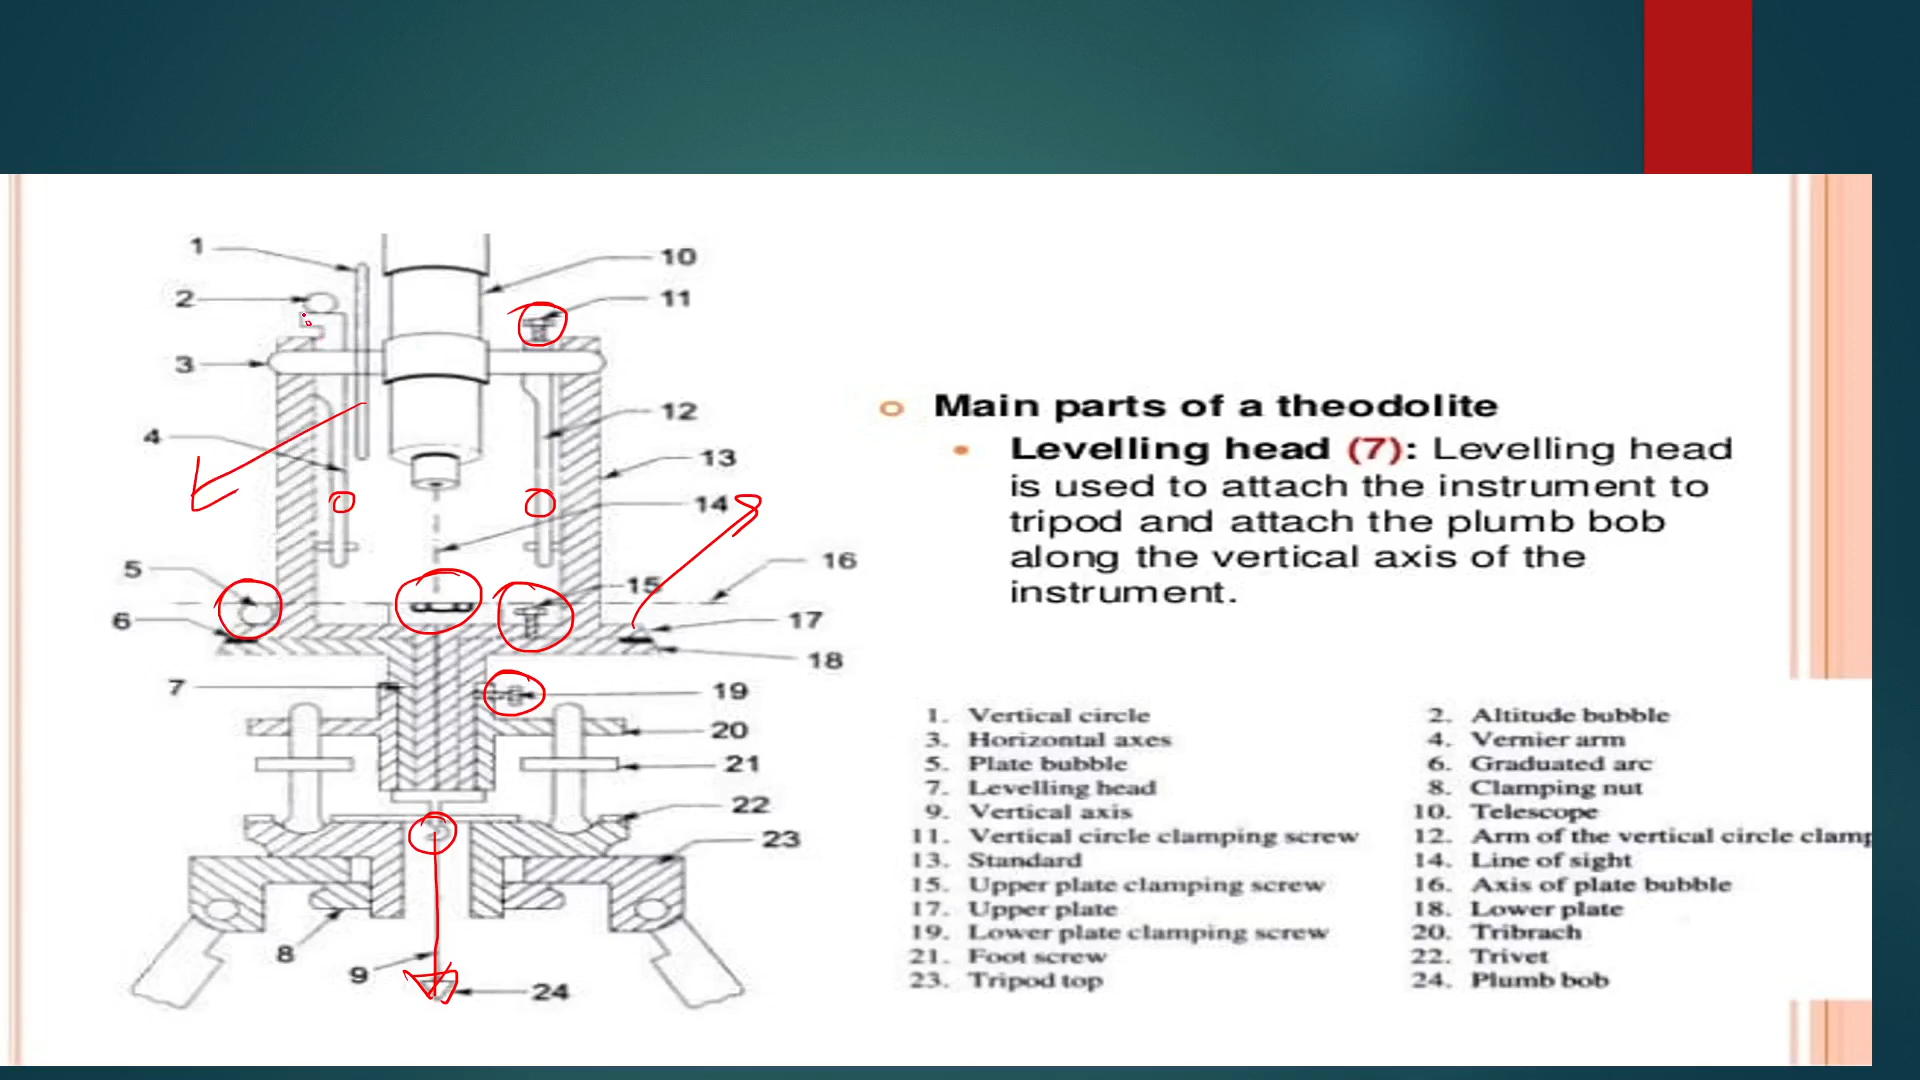 1
10
2
11
3
12
4
13
14
5
15
16
6
17
18
7
19
20
21
22
23
8
9
24
Main parts of a theodolite
Levelling head (7): Levelling head
is used to attach the instrument to
tripod and attach the plumb bob
along the vertical axis of the
instrument.
1. Vertical circle 2. Altitude bubble
3. Horizontal axes 4. Vernier arm
5. Plate bubble 6. Graduated arc
7. Levelling head 8. Clamping nut
9. Vertical axis 10. Telescope
11. Vertical circle clamping screw 12. Arm of the vertical circle clamp
13. Standard 14. Line of sight
15. Upper plate clamping screw 16. Axis of plate bubble
17. Upper plate 18. Lower plate
19. Lower plate clamping screw 20. Tribrach
21. Foot screw 22. Trivet
23. Tripod top 24. Plumb bob